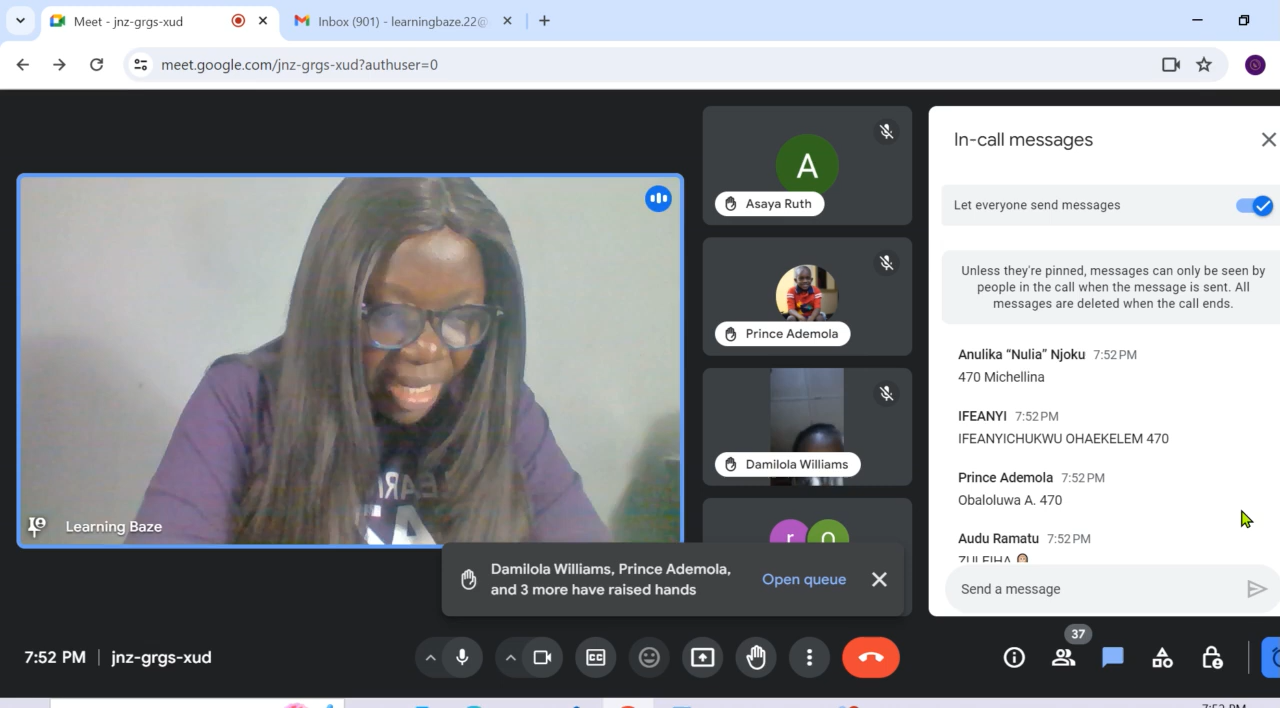 Meet - jnz-grgs-xud
Inbox (901) - learningbaze.22@
meet.google.com/jnz-grgs-xud?authuser=0
A
Asaya Ruth
Prince Ademola
Damilola Williams
r
O
Learning Baze
Damilola Williams, Prince Ademola,
and 3 more have raised hands
Open queue
In-call messages
Let everyone send messages
Unless they're pinned, messages can only be seen by
people in the call when the message is sent. All
messages are deleted when the call ends.
Anulika “Nulia” Njoku 7:52 PM
470 Michellina
IFEANYI 7:52 PM
IFEANYICHUKWU OHAEKELEM 470
Prince Ademola 7:52 PM
Obaloluwa A. 470
Audu Ramatu 7:52 PM
ZULEIHA
Send a message
7:52 PM | jnz-grgs-xud
CC
37